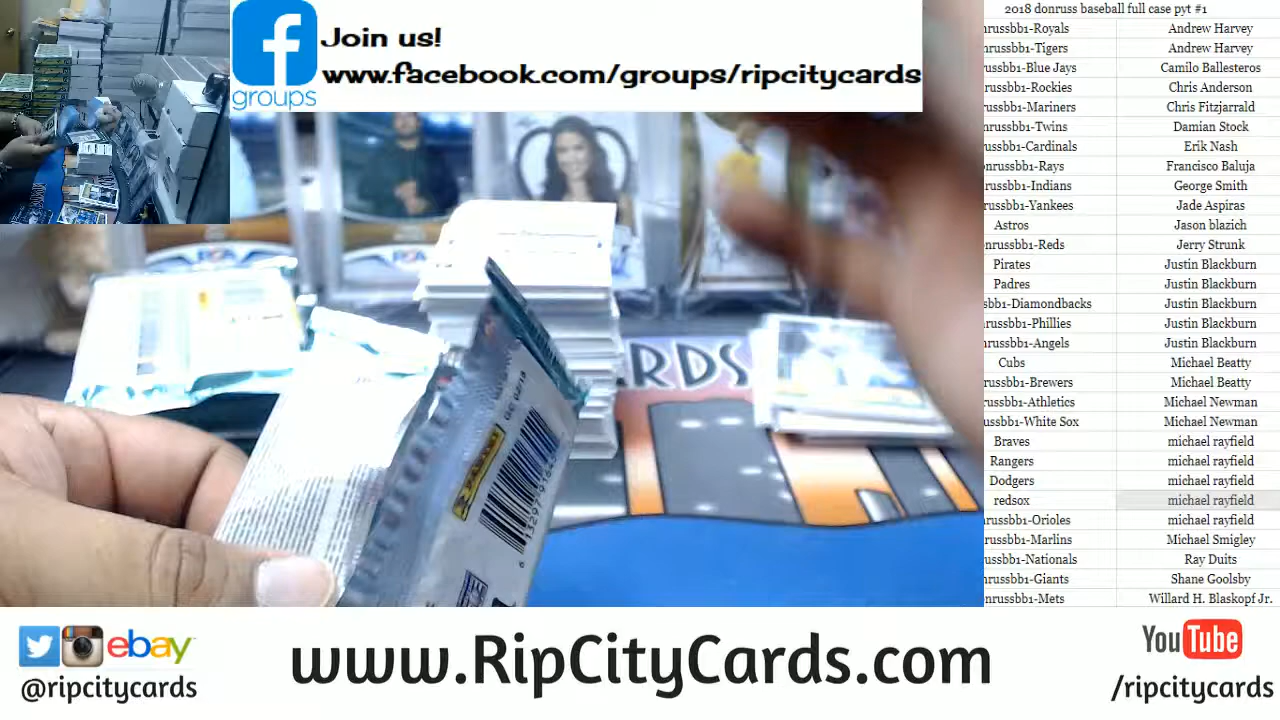 Join us!
www.facebook.com/groups/ripcitycards
groups
2018 donruss baseball full case pyt #1
nrussbb1-Royals Andrew Harvey
nrussbb1-Tigers Andrew Harvey
russbb1-Blue Jays Camilo Ballesteros
russbb1-Rockies Chris Anderson
russbb1-Mariners Chris Fitzjarrald
nrussbb1-Twins Damian Stock
ussbb1-Cardinals Erik Nash
onrussbb1-Rays Francisco Baluja
russbb1-Indians George Smith
russbb1-Yankees Jade Aspiras
Astros Jason blazich
onrussbb1-Reds Jerry Strunk
Pirates Justin Blackburn
Padres Justin Blackburn
sbb1-Diamondbacks Justin Blackburn
russbb1-Phillies Justin Blackburn
nrussbb1-Angels Justin Blackburn
Cubs Michael Beatty
russbb1-Brewers Michael Beatty
russbb1-Athletics Michael Newman
russbb1-White Sox Michael Newman
Braves michael rayfield
Rangers michael rayfield
Dodgers michael rayfield
redsox michael rayfield
russbb1-Orioles michael rayfield
russbb1-Marlins Michael Smigley
ussbb1-Nationals Ray Duits
nrussbb1-Giants Shane Goolsby
onrussbb1-Mets Willard H. Blaskopf Jr.
RDS
ebay
@ripcitycards
www.RipCityCards.com
YouTube
/ripcitycards